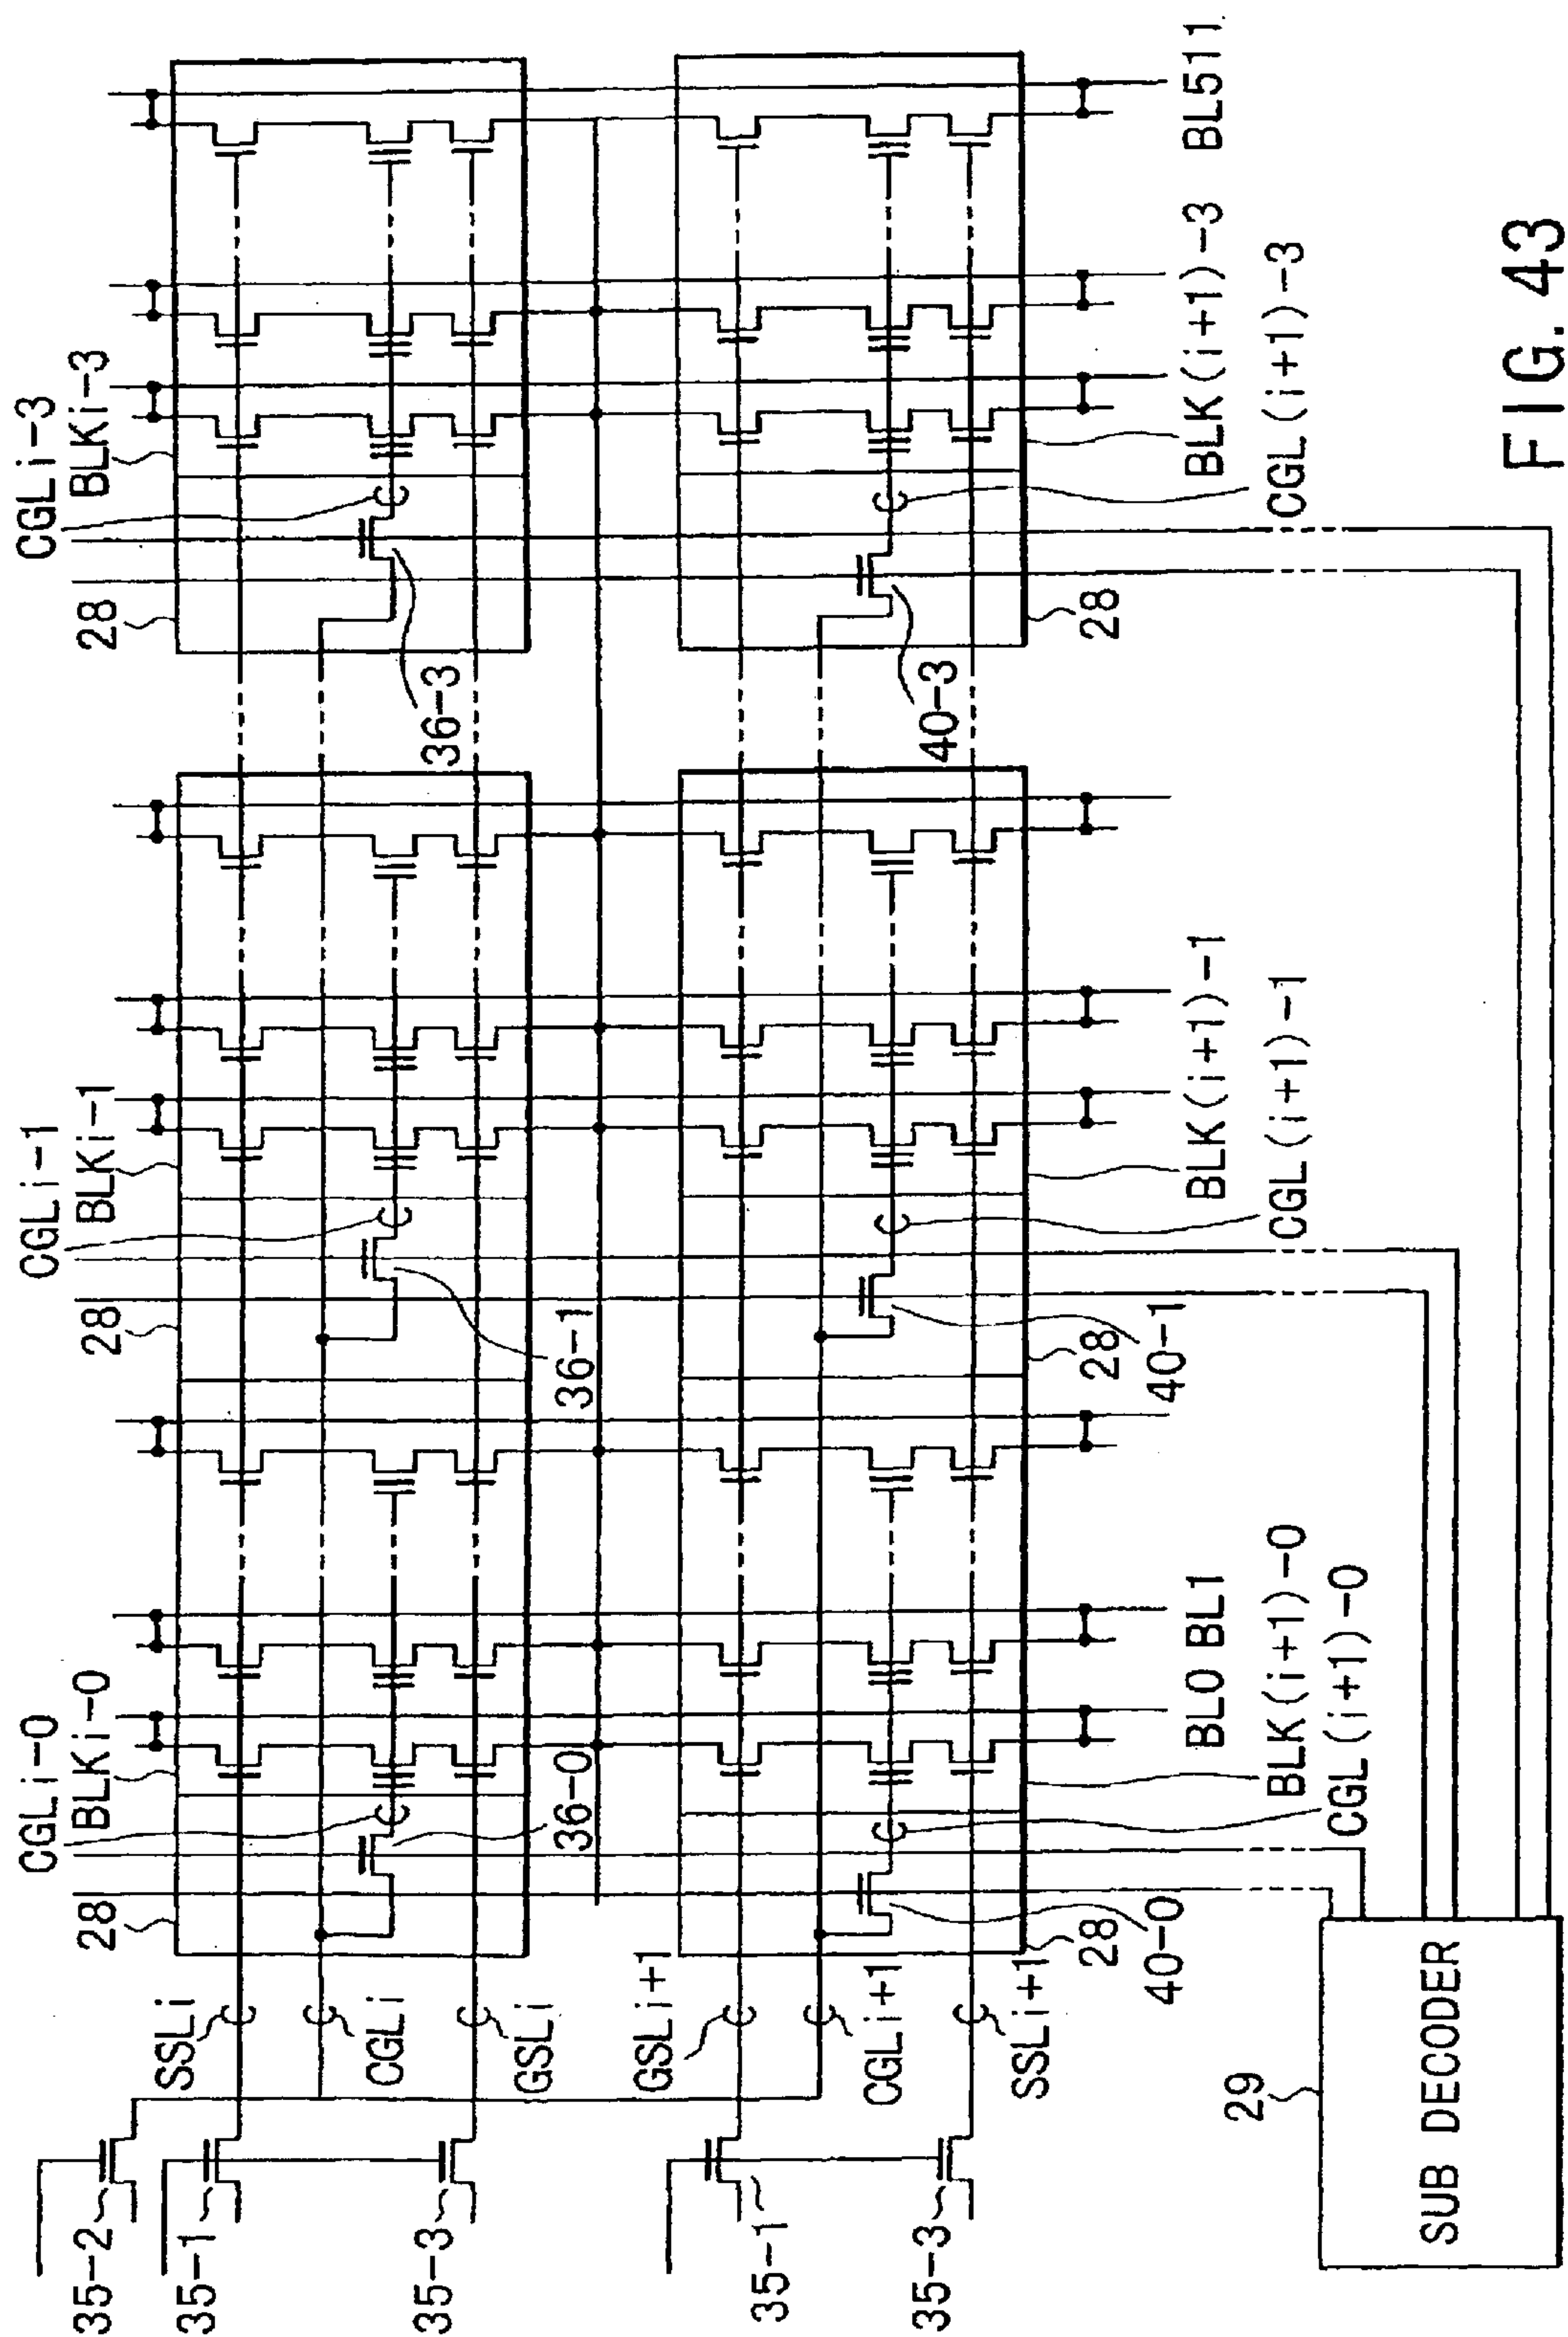 CGLi-0
BLKi-0
28
CGLi-1
BLKi-1
28
CGLi-3
BLKi-3
28
35-2
35-1
35-3
SSLi
CGLi
GSLi
36-0
36-1
36-3
35-1
35-3
GSLi+1
CGLi+1
SSLi+1
28
40-0
28
40-1
28
40-3
BL0 BL1
BLK(i+1)-0
CGL(i+1)-0
BLK(i+1)-1
CGL(i+1)-1
BLK(i+1)-3
CGL(i+1)-3
BL511
29
SUB DECODER
FIG. 43